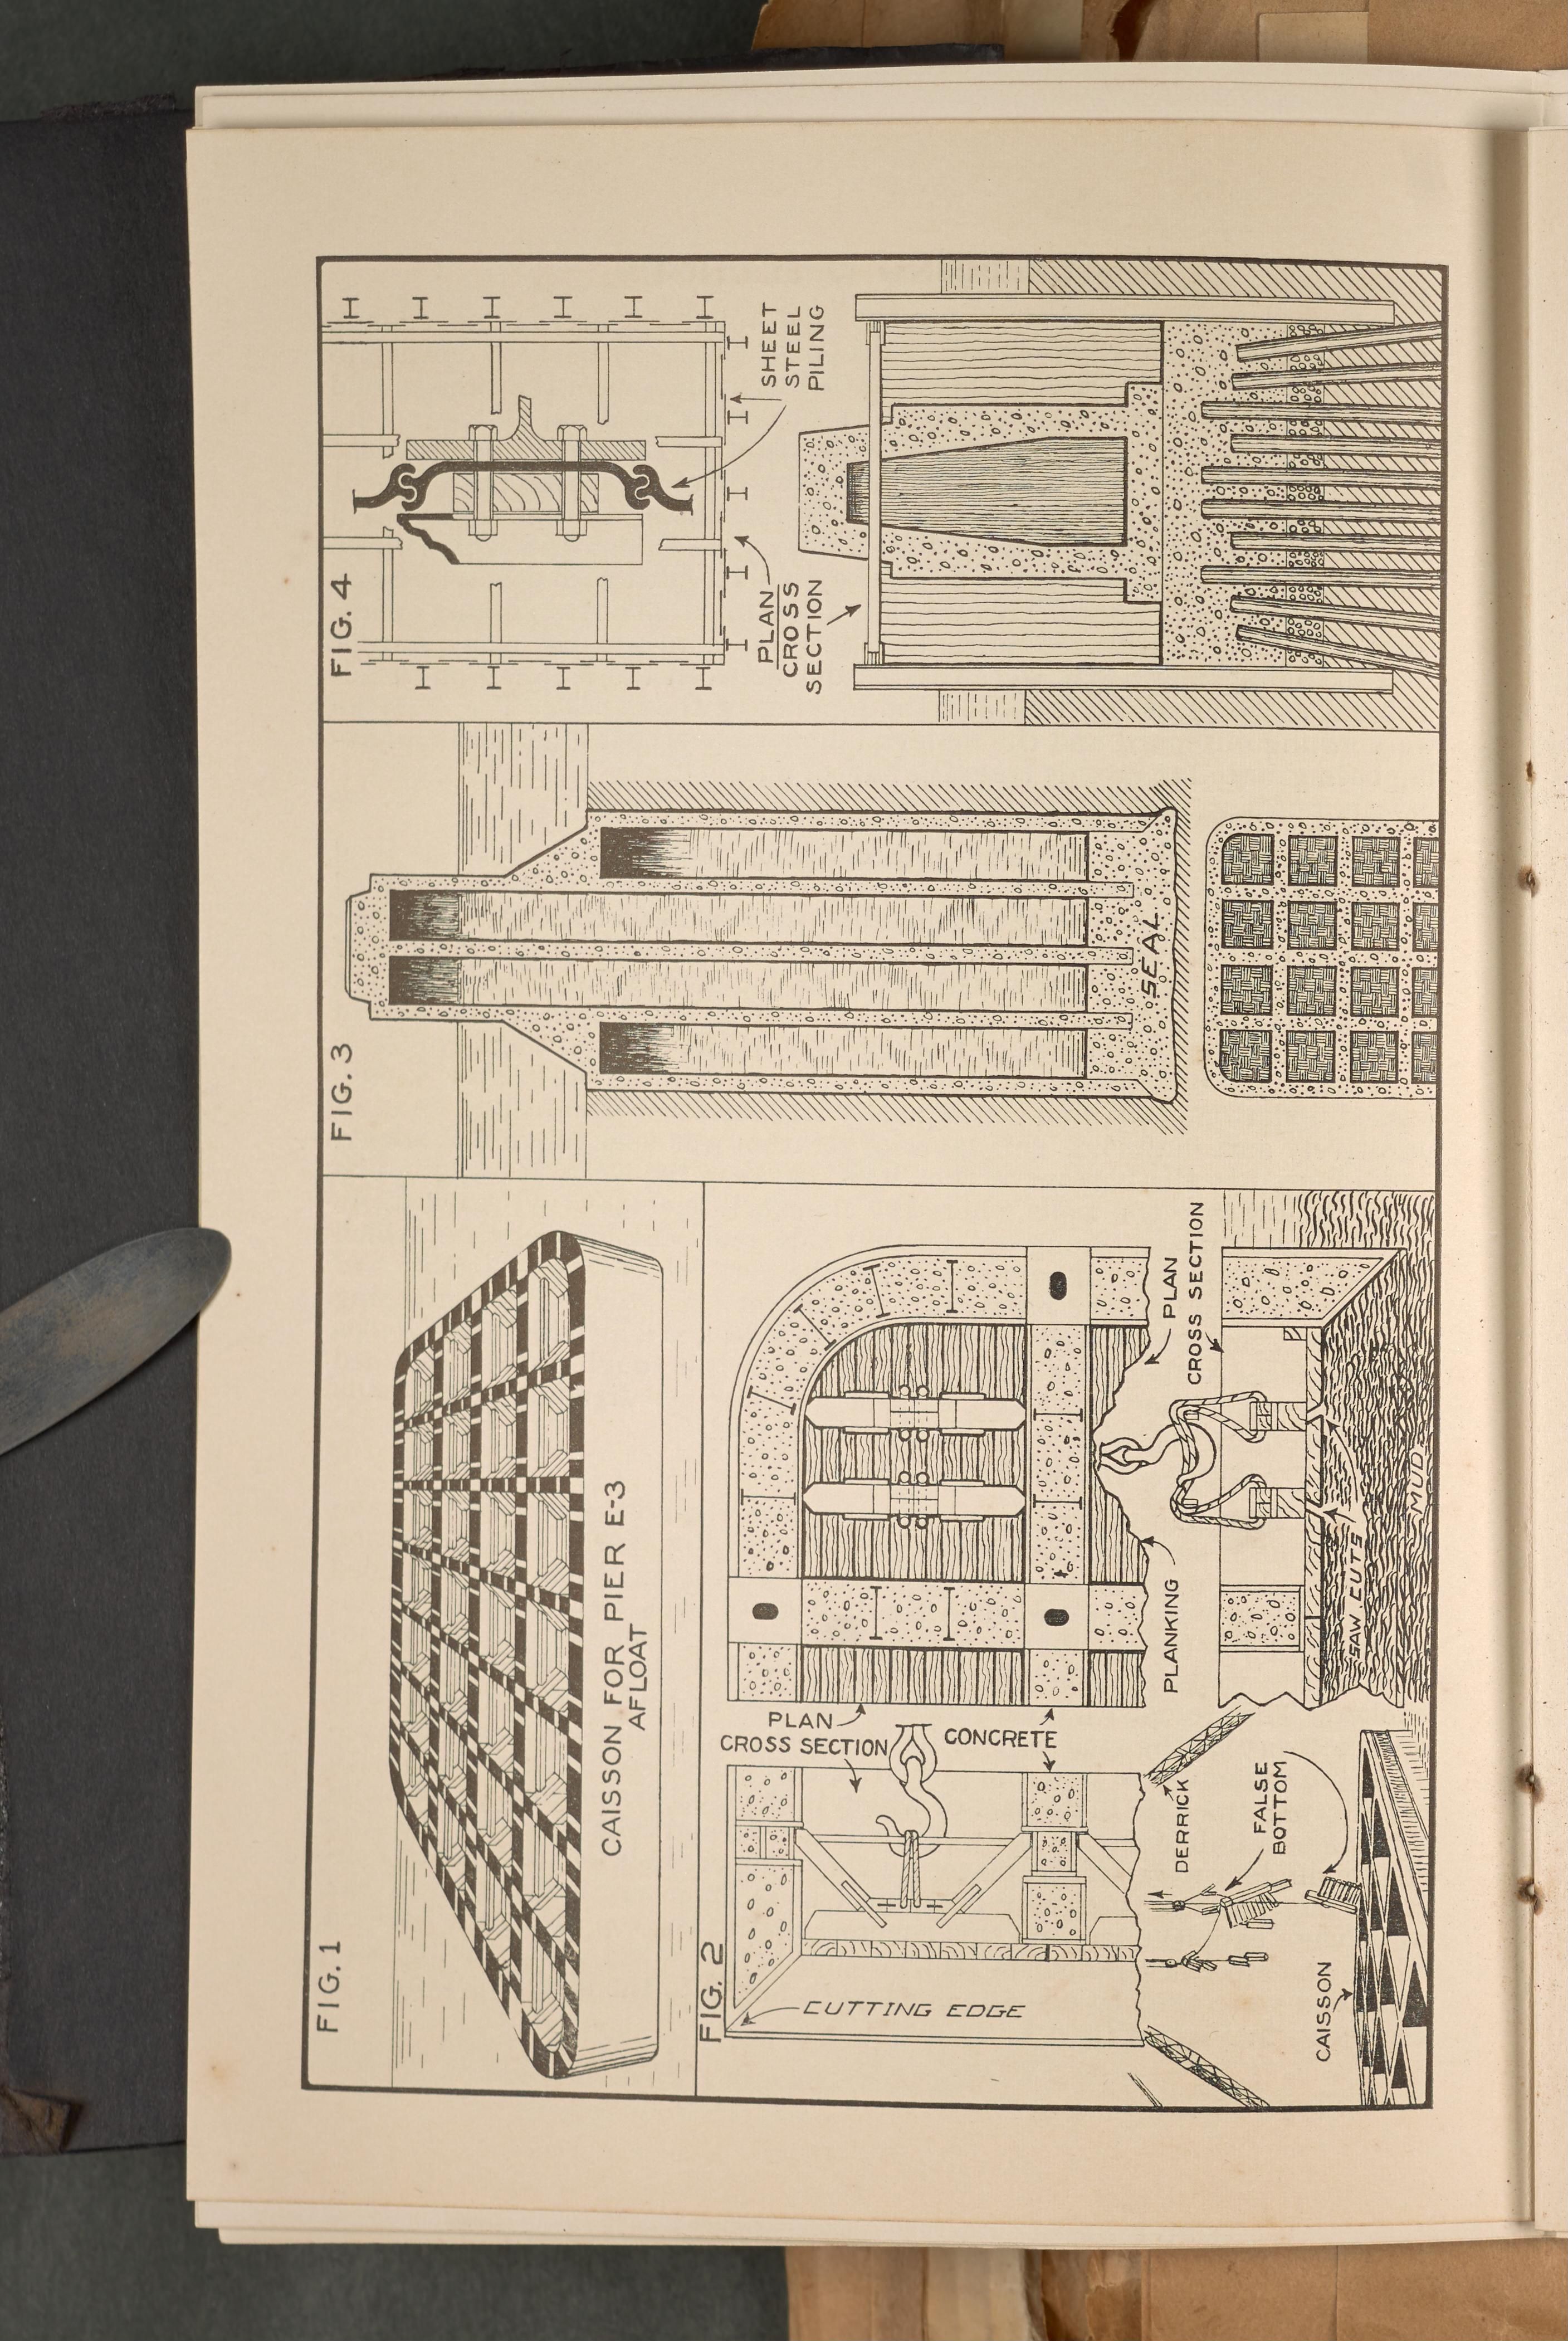 FIG. 1
CAISSON FOR PIER E-3
AFLOAT
FIG. 2
CUTTING EDGE
PLAN
CROSS SECTION
CONCRETE
PLAN
CROSS SECTION
PLANKING
SAW CUTS
MUD
DERRICK
FALSE
BOTTOM
CAISSON
FIG. 3
SEAL
FIG. 4
SHEET
STEEL
PILING
PLAN
CROSS
SECTION